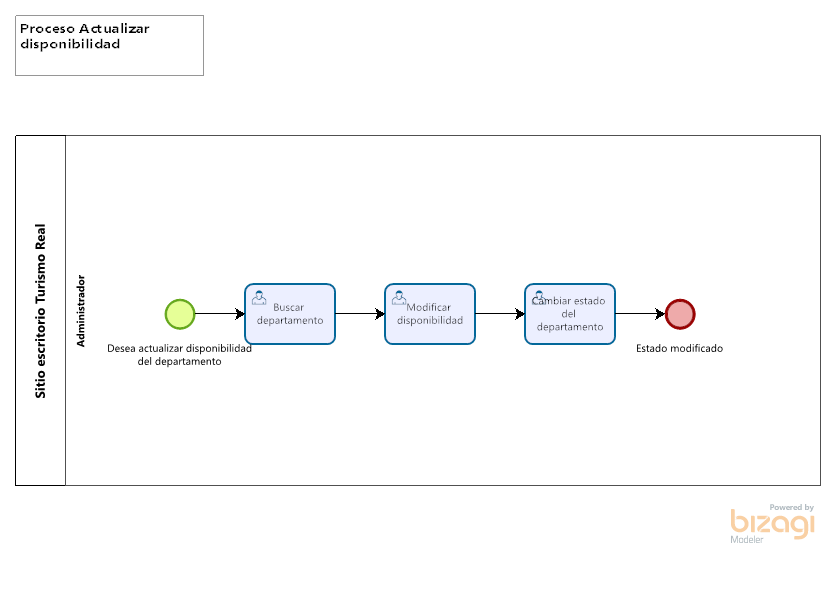 Proceso Actualizar
disponibilidad
Sitio escritorio Turismo Real
Administrador
Desea actualizar disponibilidad
del departamento
Buscar
departamento
Modificar
disponibilidad
Cambiar estado
del
departamento
Estado modificado
Powered by
bizagi
Modeler